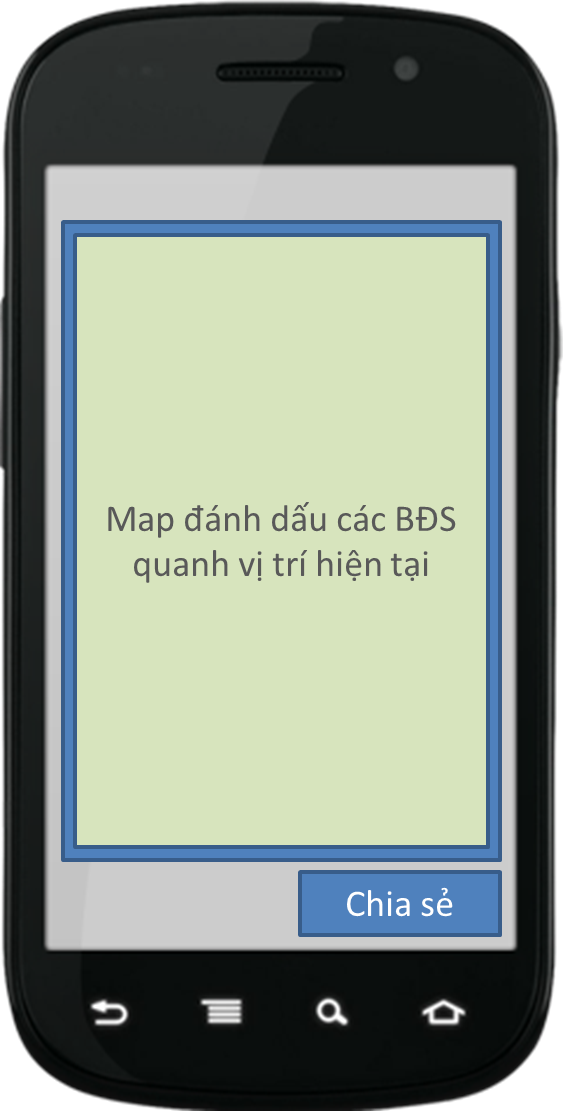 Map đánh dấu các BĐS
quanh vị trí hiện tại
Chia sẻ